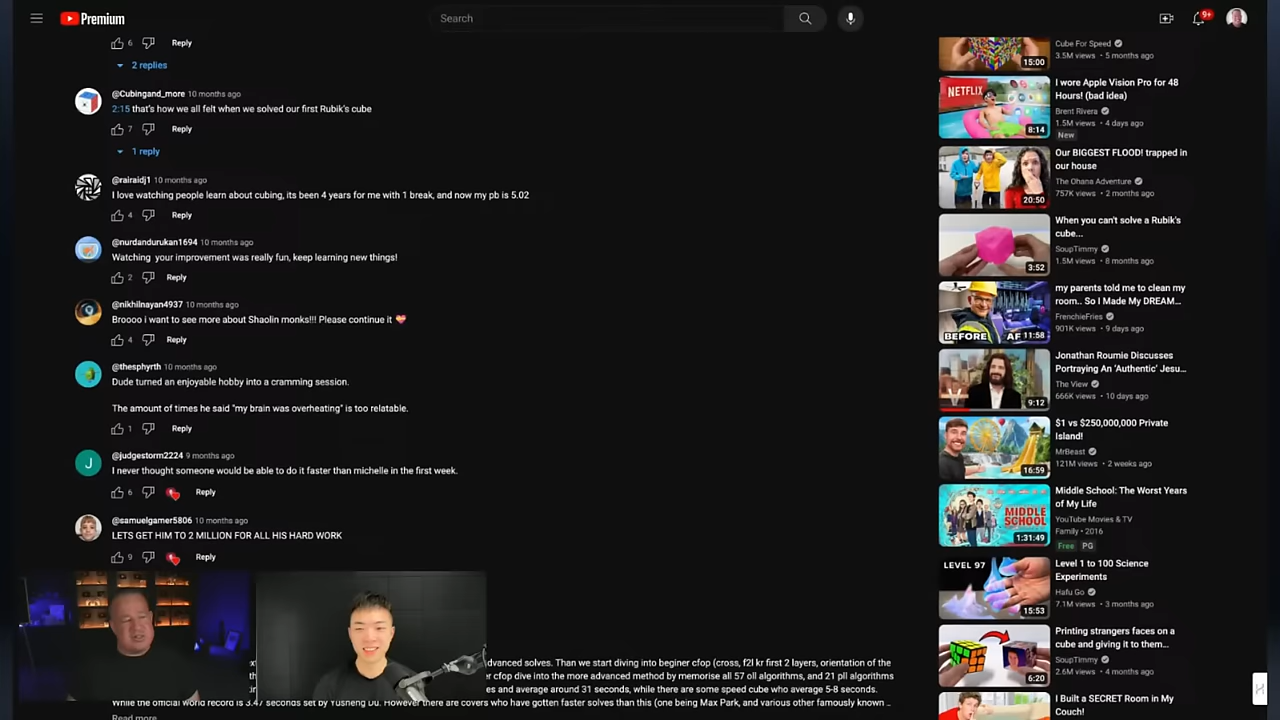 Premium
Search
9+
6 Reply
2 replies
@Cubingand_more 10 months ago
2:15 that's how we all felt when we solved our first Rubik's cube
7 Reply
1 reply
@rairaidj1 10 months ago
I love watching people learn about cubing, its been 4 years for me with 1 break, and now my pb is 5.02
4 Reply
@nurdandurukan1694 10 months ago
Watching your improvement was really fun, keep learning new things!
2 Reply
@nikhilnayan4937 10 months ago
Broooo i want to see more about Shaolin monks!!! Please continue it 💝
4 Reply
@thesphyrth 10 months ago
Dude turned an enjoyable hobby into a cramming session.
The amount of times he said "my brain was overheating" is too relatable.
1 Reply
J
@judgestorm2224 9 months ago
I never thought someone would be able to do it faster than michelle in the first week.
6 Reply
@samuelgamer5806 10 months ago
LETS GET HIM TO 2 MILLION FOR ALL HIS HARD WORK
9 Reply
dvanced solves. Than we start diving into beginer cfop (cross, f2l kr first 2 layers, orientation of the
r cfop dive into the more advanced method by memorise all 57 oll algorithms, and 21 pll algorithms
es and average around 31 seconds, while there are some speed cube who average 5-8 seconds.
While the official world record is set by However there are covers who have gotten faster solves than this (one being Max Park, and various other famously known ..
Read more
15:00
Cube For Speed
3.5M views • 5 months ago
NETFLIX
8:14
I wore Apple Vision Pro for 48
Hours! (bad idea)
Brent Rivera
1.5M views • 4 days ago
New
20:50
Our BIGGEST FLOOD! trapped in
our house
The Ohana Adventure
757K views • 2 months ago
3:52
When you can't solve a Rubik's
cube...
SoupTimmy
1.5M views • 8 months ago
BEFORE
AF
11:58
my parents told me to clean my
room.. So I Made My DREAM...
FrenchieFries
901K views • 9 days ago
9:12
Jonathan Roumie Discusses
Portraying An 'Authentic' Jesu...
The View
666K views • 10 days ago
16:59
$1 vs $250,000,000 Private
Island!
MrBeast
121M views • 2 weeks ago
MIDDLE
SCHOOL
1:31:49
Middle School: The Worst Years
of My Life
YouTube Movies & TV
Family • 2016
Free PG
LEVEL 97
15:53
Level 1 to 100 Science
Experiments
Hafu Go
7.1M views • 3 months ago
6:20
Printing strangers faces on a
cube and giving it to them...
SoupTimmy
2.6M views • 4 months ago
I Built a SECRET Room in My
Couch!